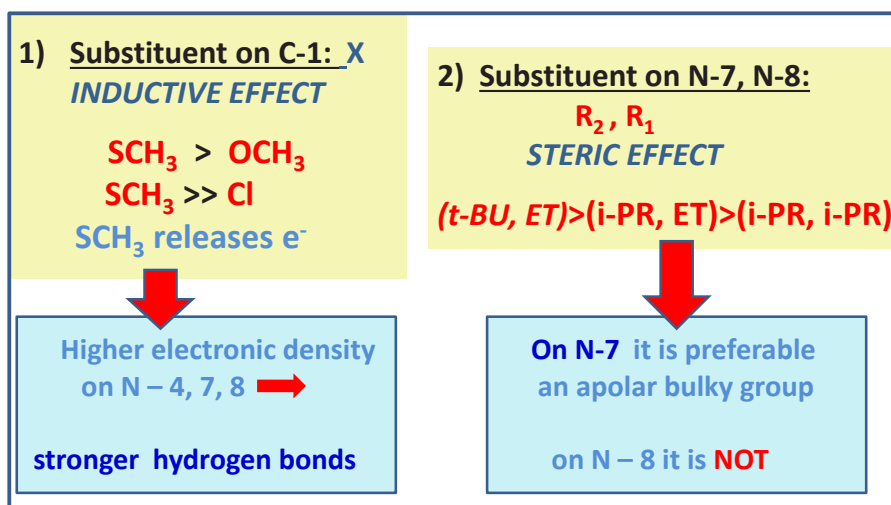 1) Substituent on C-1: X
INDUCTIVE EFFECT
SCH₃ > OCH₃
SCH₃ >> Cl
SCH₃ releases e⁻
Higher electronic density
on N – 4, 7, 8
stronger hydrogen bonds
2) Substituent on N-7, N-8:
R₂ , R₁
STERIC EFFECT
(t-BU, ET)>(i-PR, ET)>(i-PR, i-PR)
On N-7 it is preferable
an apolar bulky group
on N – 8 it is NOT